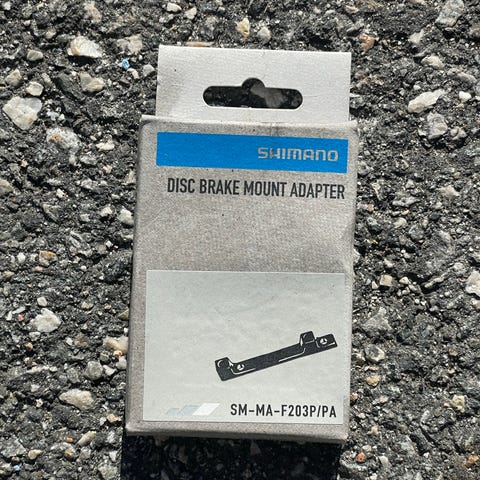 SHIMANO
DISC BRAKE MOUNT ADAPTER
SM-MA-F203P/PA